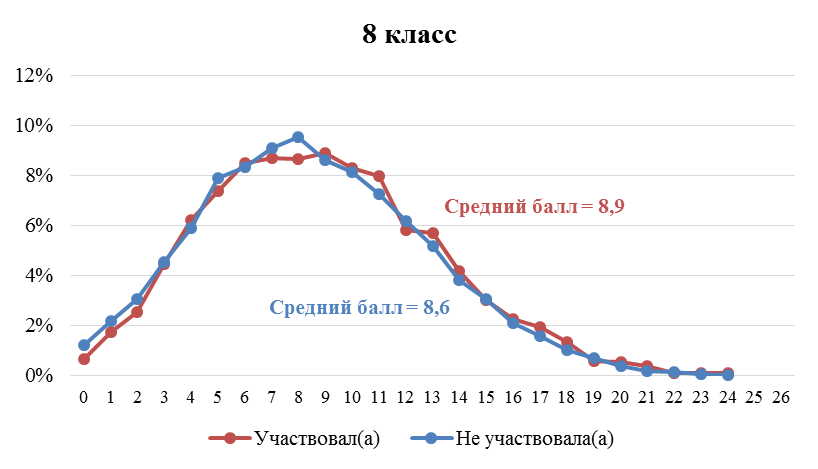 8 класс
12%
10%
8%
6%
4%
2%
0%
Средний балл = 8,9
Средний балл = 8,6
0 1 2 3 4 5 6 7 8 9 10 11 12 13 14 15 16 17 18 19 20 21 22 23 24 25 26
Участвовал(а) Не участвовала(а)